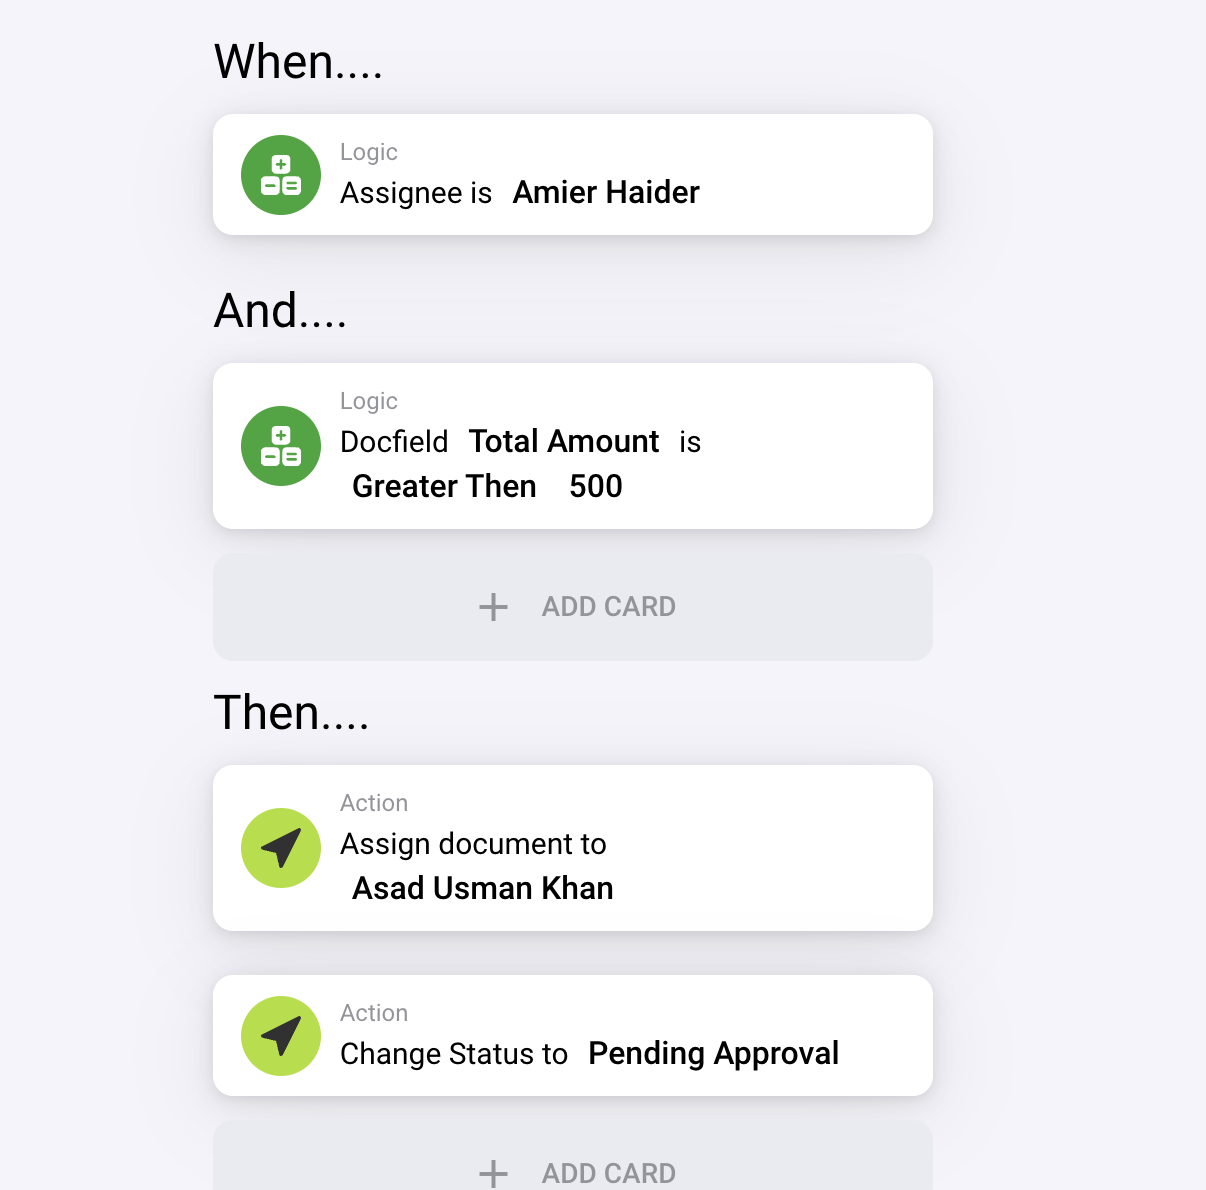 When....
Logic
Assignee is Amier Haider
And....
Logic
Docfield Total Amount is
Greater Then 500
+ ADD CARD
Then....
Action
Assign document to
Asad Usman Khan
Action
Change Status to Pending Approval
+ ADD CARD